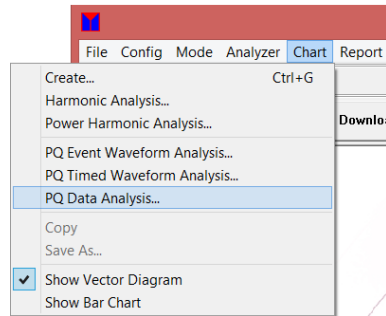 File Config Mode Analyzer Chart Report
Create... Ctrl+G
Harmonic Analysis...
Power Harmonic Analysis...
PQ Event Waveform Analysis...
PQ Timed Waveform Analysis...
PQ Data Analysis...
Copy
Save As...
Show Vector Diagram
Show Bar Chart